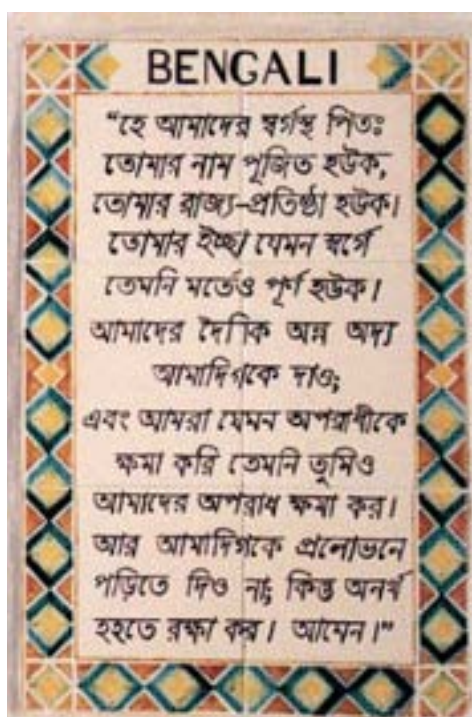 BENGALI
“হে আমাদের স্বর্গস্থ পিতঃ
তোমার নাম পূজিত হউক,
তোমার রাজ্য-প্রতিষ্ঠা হউক।
তোমার ইচ্ছা যেমন স্বর্গে
তেমনি মর্তেও পূর্ণ হউক।
আমাদের দৈনিক অন্ন অদ্য
আমাদিগকে দাও;
এবং আমরা যেমন অপরাধীকে
ক্ষমা করি তেমনি তুমিও
আমাদের অপরাধ ক্ষমা কর।
আর আমাদিগকে প্রলোভনে
পড়িতে দিও না; কিন্তু অনর্থ
হহতে রক্ষা কর। আমেন।”